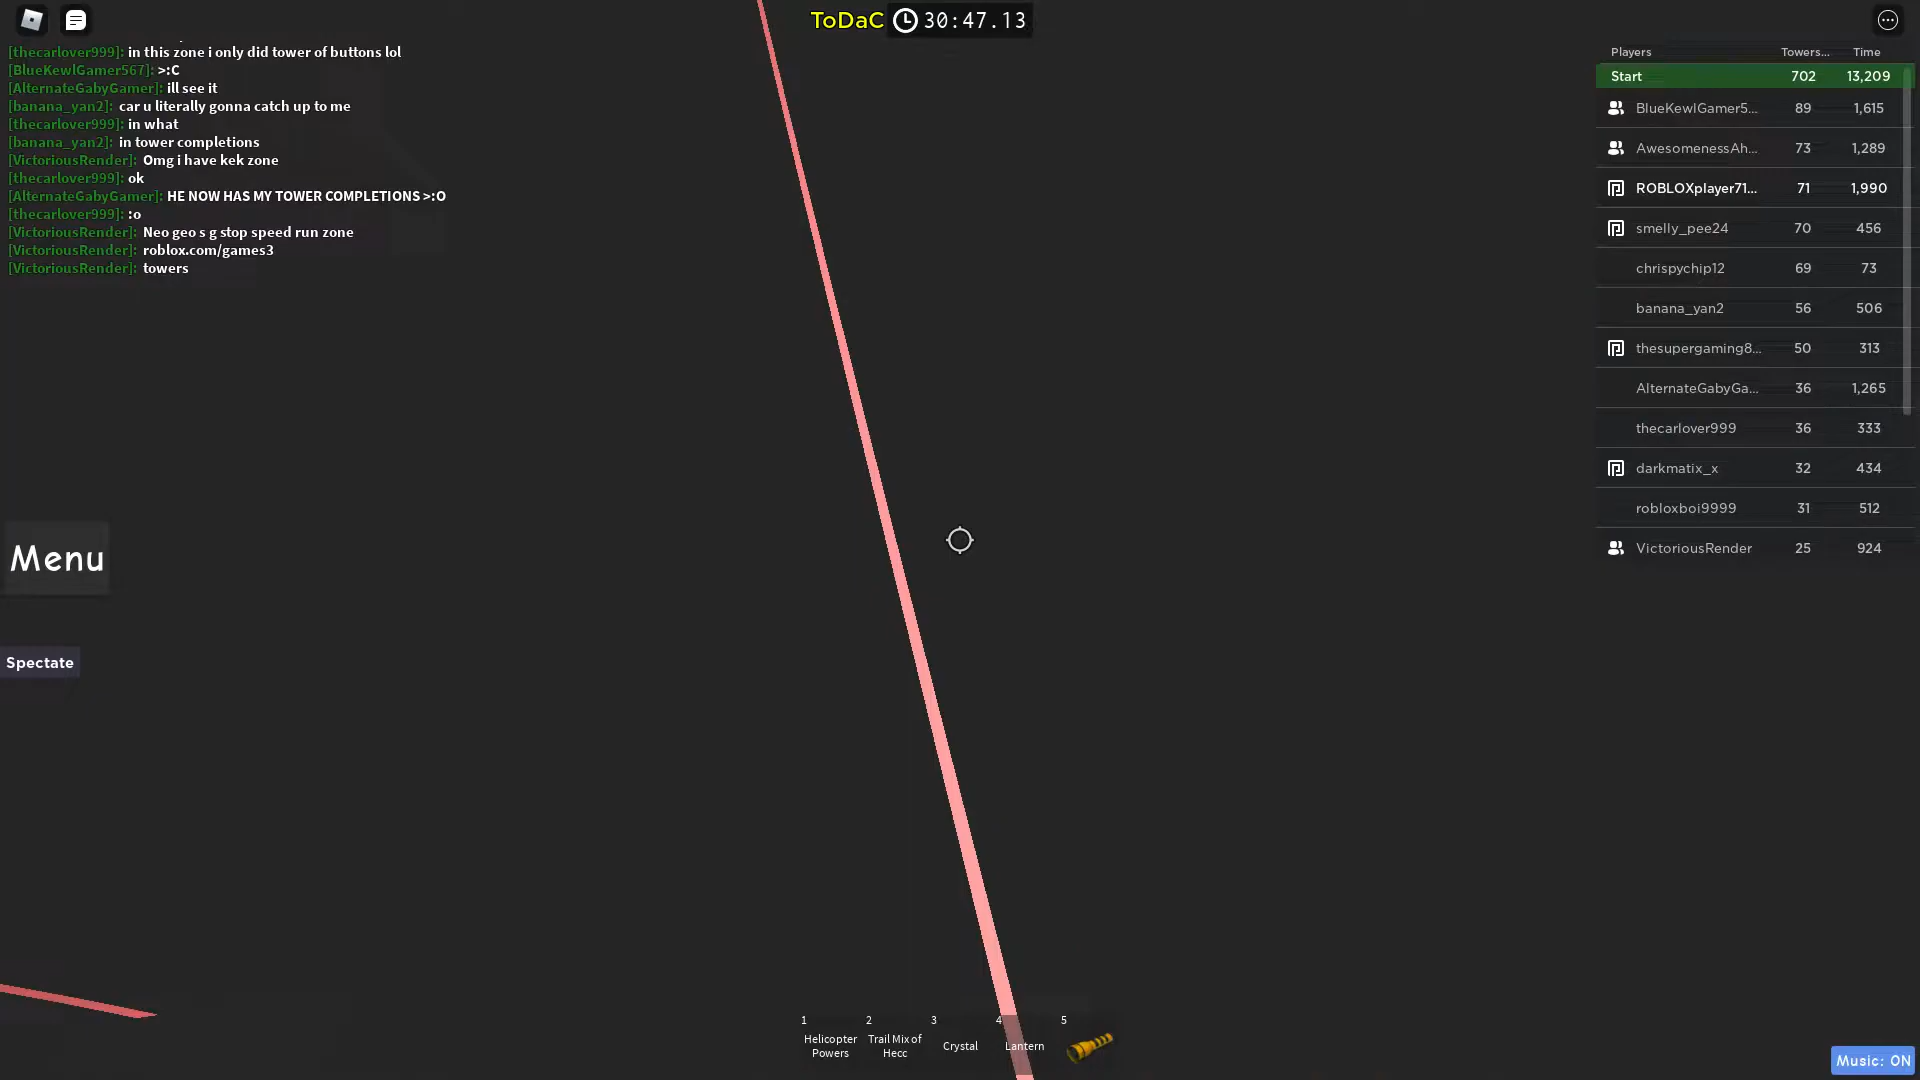 ToDaC 30:47.13
[thecarlover999]: in this zone i only did tower of buttons lol
[BlueKewlGamer567]: >:C
[AlternateGabyGamer]: ill see it
[banana_yan2]: car u literally gonna catch up to me
[thecarlover999]: in what
[banana_yan2]: in tower completions
[VictoriousRender]: Omg i have kek zone
[thecarlover999]: ok
[AlternateGabyGamer]: HE NOW HAS MY TOWER COMPLETIONS >:O
[thecarlover999]: :o
[VictoriousRender]: Neo geo s g stop speed run zone
[VictoriousRender]: roblox.com/games3
[VictoriousRender]: towers
Players Towers... Time
Start 702 13,209
BlueKewlGamer5... 89 1,615
AwesomenessAh... 73 1,289
ROBLOXplayer71... 71 1,990
smelly_pee24 70 456
chrispychip12 69 73
banana_yan2 56 506
thesupergaming8... 50 313
AlternateGabyGa... 36 1,265
thecarlover999 36 333
darkmatix_x 32 434
robloxboi9999 31 512
VictoriousRender 25 924
Menu
Spectate
1 2 3 4 5
Helicopter Trail Mix of Crystal Lantern
Powers Hecc
Music: ON